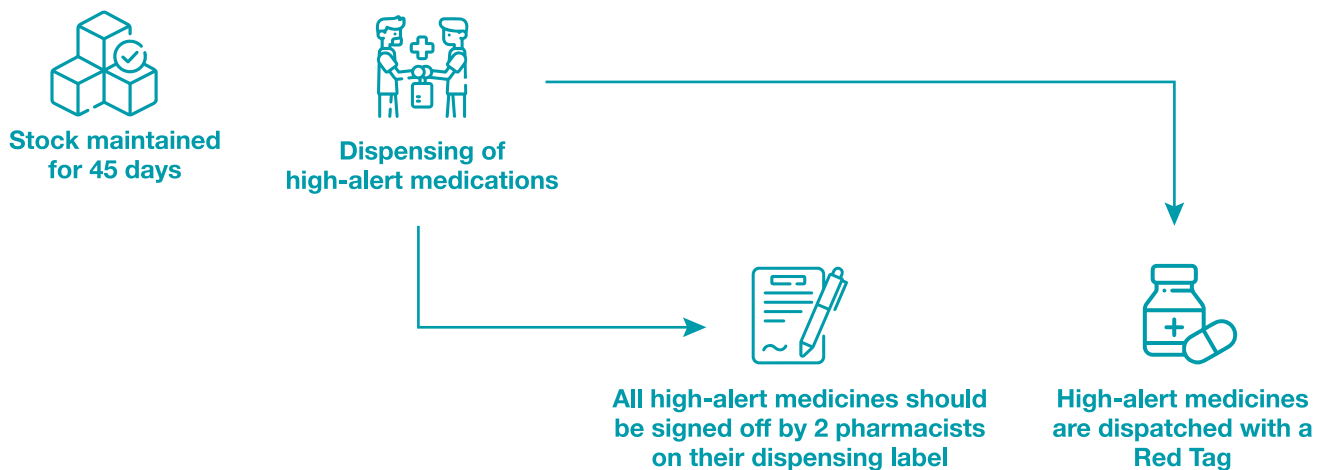 Stock maintained
for 45 days
Dispensing of
high-alert medications
All high-alert medicines should
be signed off by 2 pharmacists
on their dispensing label
High-alert medicines
are dispatched with a
Red Tag